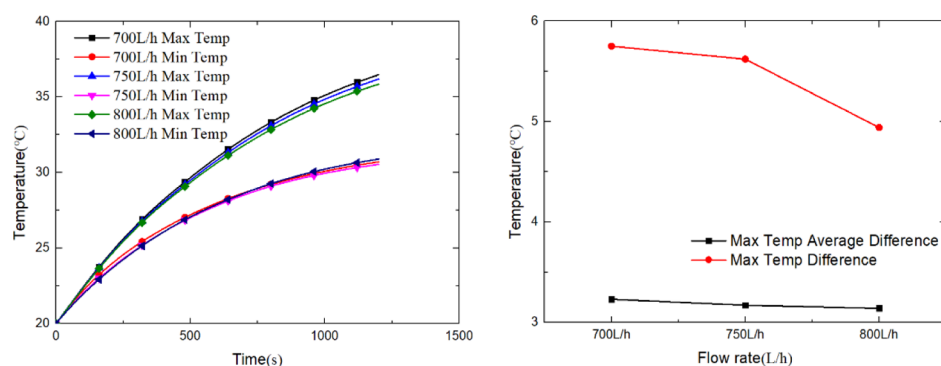 40
35
30
25
20
Temperature(°C)
700L/h Max Temp
700L/h Min Temp
750L/h Max Temp
750L/h Min Temp
800L/h Max Temp
800L/h Min Temp
0
500
1000
1500
Time(s)
6
5
4
3
Temperature(°C)
Max Temp Average Difference
Max Temp Difference
700L/h
750L/h
800L/h
Flow rate(L/h)